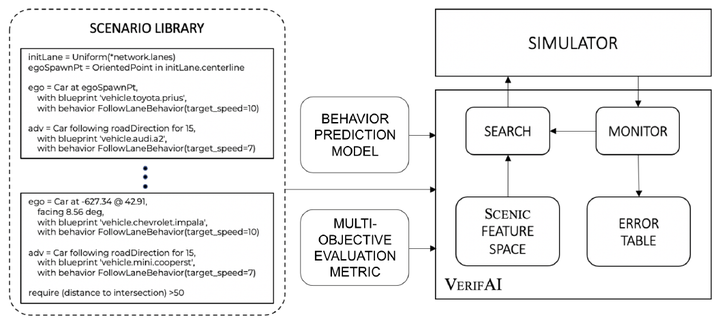 SCENARIO LIBRARY
initLane = Uniform(*network.lanes)
egoSpawnPt = OrientedPoint in initLane.centerline
ego = Car at egoSpawnPt,
with blueprint 'vehicle.toyota.prius',
with behavior FollowLaneBehavior(target_speed=10)
adv = Car following roadDirection for 15,
with blueprint 'vehicle.audi.a2',
with behavior FollowLaneBehavior(target_speed=7)
ego = Car at -627.34 @ 42.91,
facing 8.56 deg,
with blueprint 'vehicle.chevrolet.impala',
with behavior FollowLaneBehavior(target_speed=10)
adv = Car following roadDirection for 15,
with blueprint 'vehicle.mini.cooperst',
with behavior FollowLaneBehavior(target_speed=7)
require (distance to intersection) >50
BEHAVIOR
PREDICTION
MODEL
MULTI-
OBJECTIVE
EVALUATION
METRIC
SIMULATOR
SEARCH
MONITOR
SCENIC
FEATURE
SPACE
ERROR
TABLE
VERIFAI